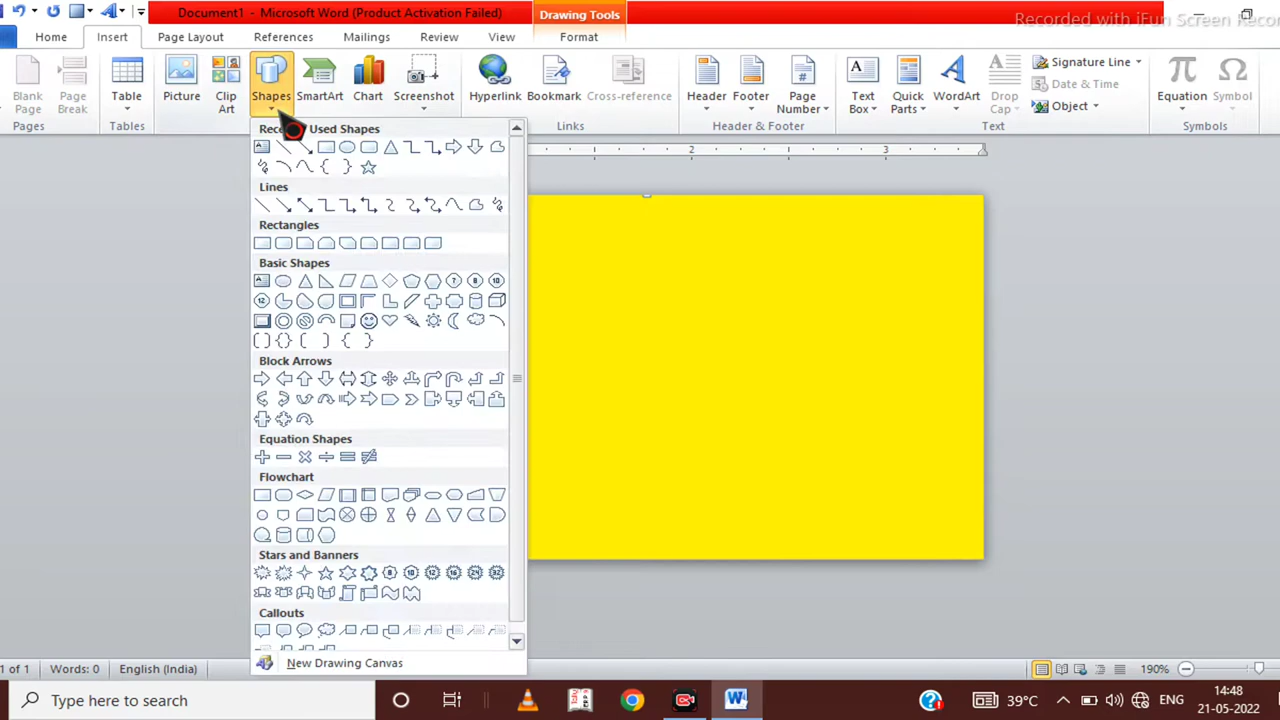 Document1 - Microsoft Word (Product Activation Failed)
Drawing Tools
Recorded with iFun Screen Recor
Home Insert Page Layout References Mailings Review View Format
Blank Page
Page Break
Table
Picture
Clip Art
Shapes
SmartArt
Chart
Screenshot
Hyperlink
Bookmark
Cross-reference
Header
Footer
Page Number
Text Box
Quick Parts
WordArt
Drop Cap
Signature Line
Date & Time
Object
Equation
Symbol
Pages Tables Links Header & Footer Text Symbols
Used Shapes
2 3
Lines
Rectangles
Basic Shapes
Block Arrows
Equation Shapes
Flowchart
Stars and Banners
Callouts
New Drawing Canvas
1 of 1 Words: 0 English (India) 190%
Type here to search
39°C ENG
14:48
21-05-2022